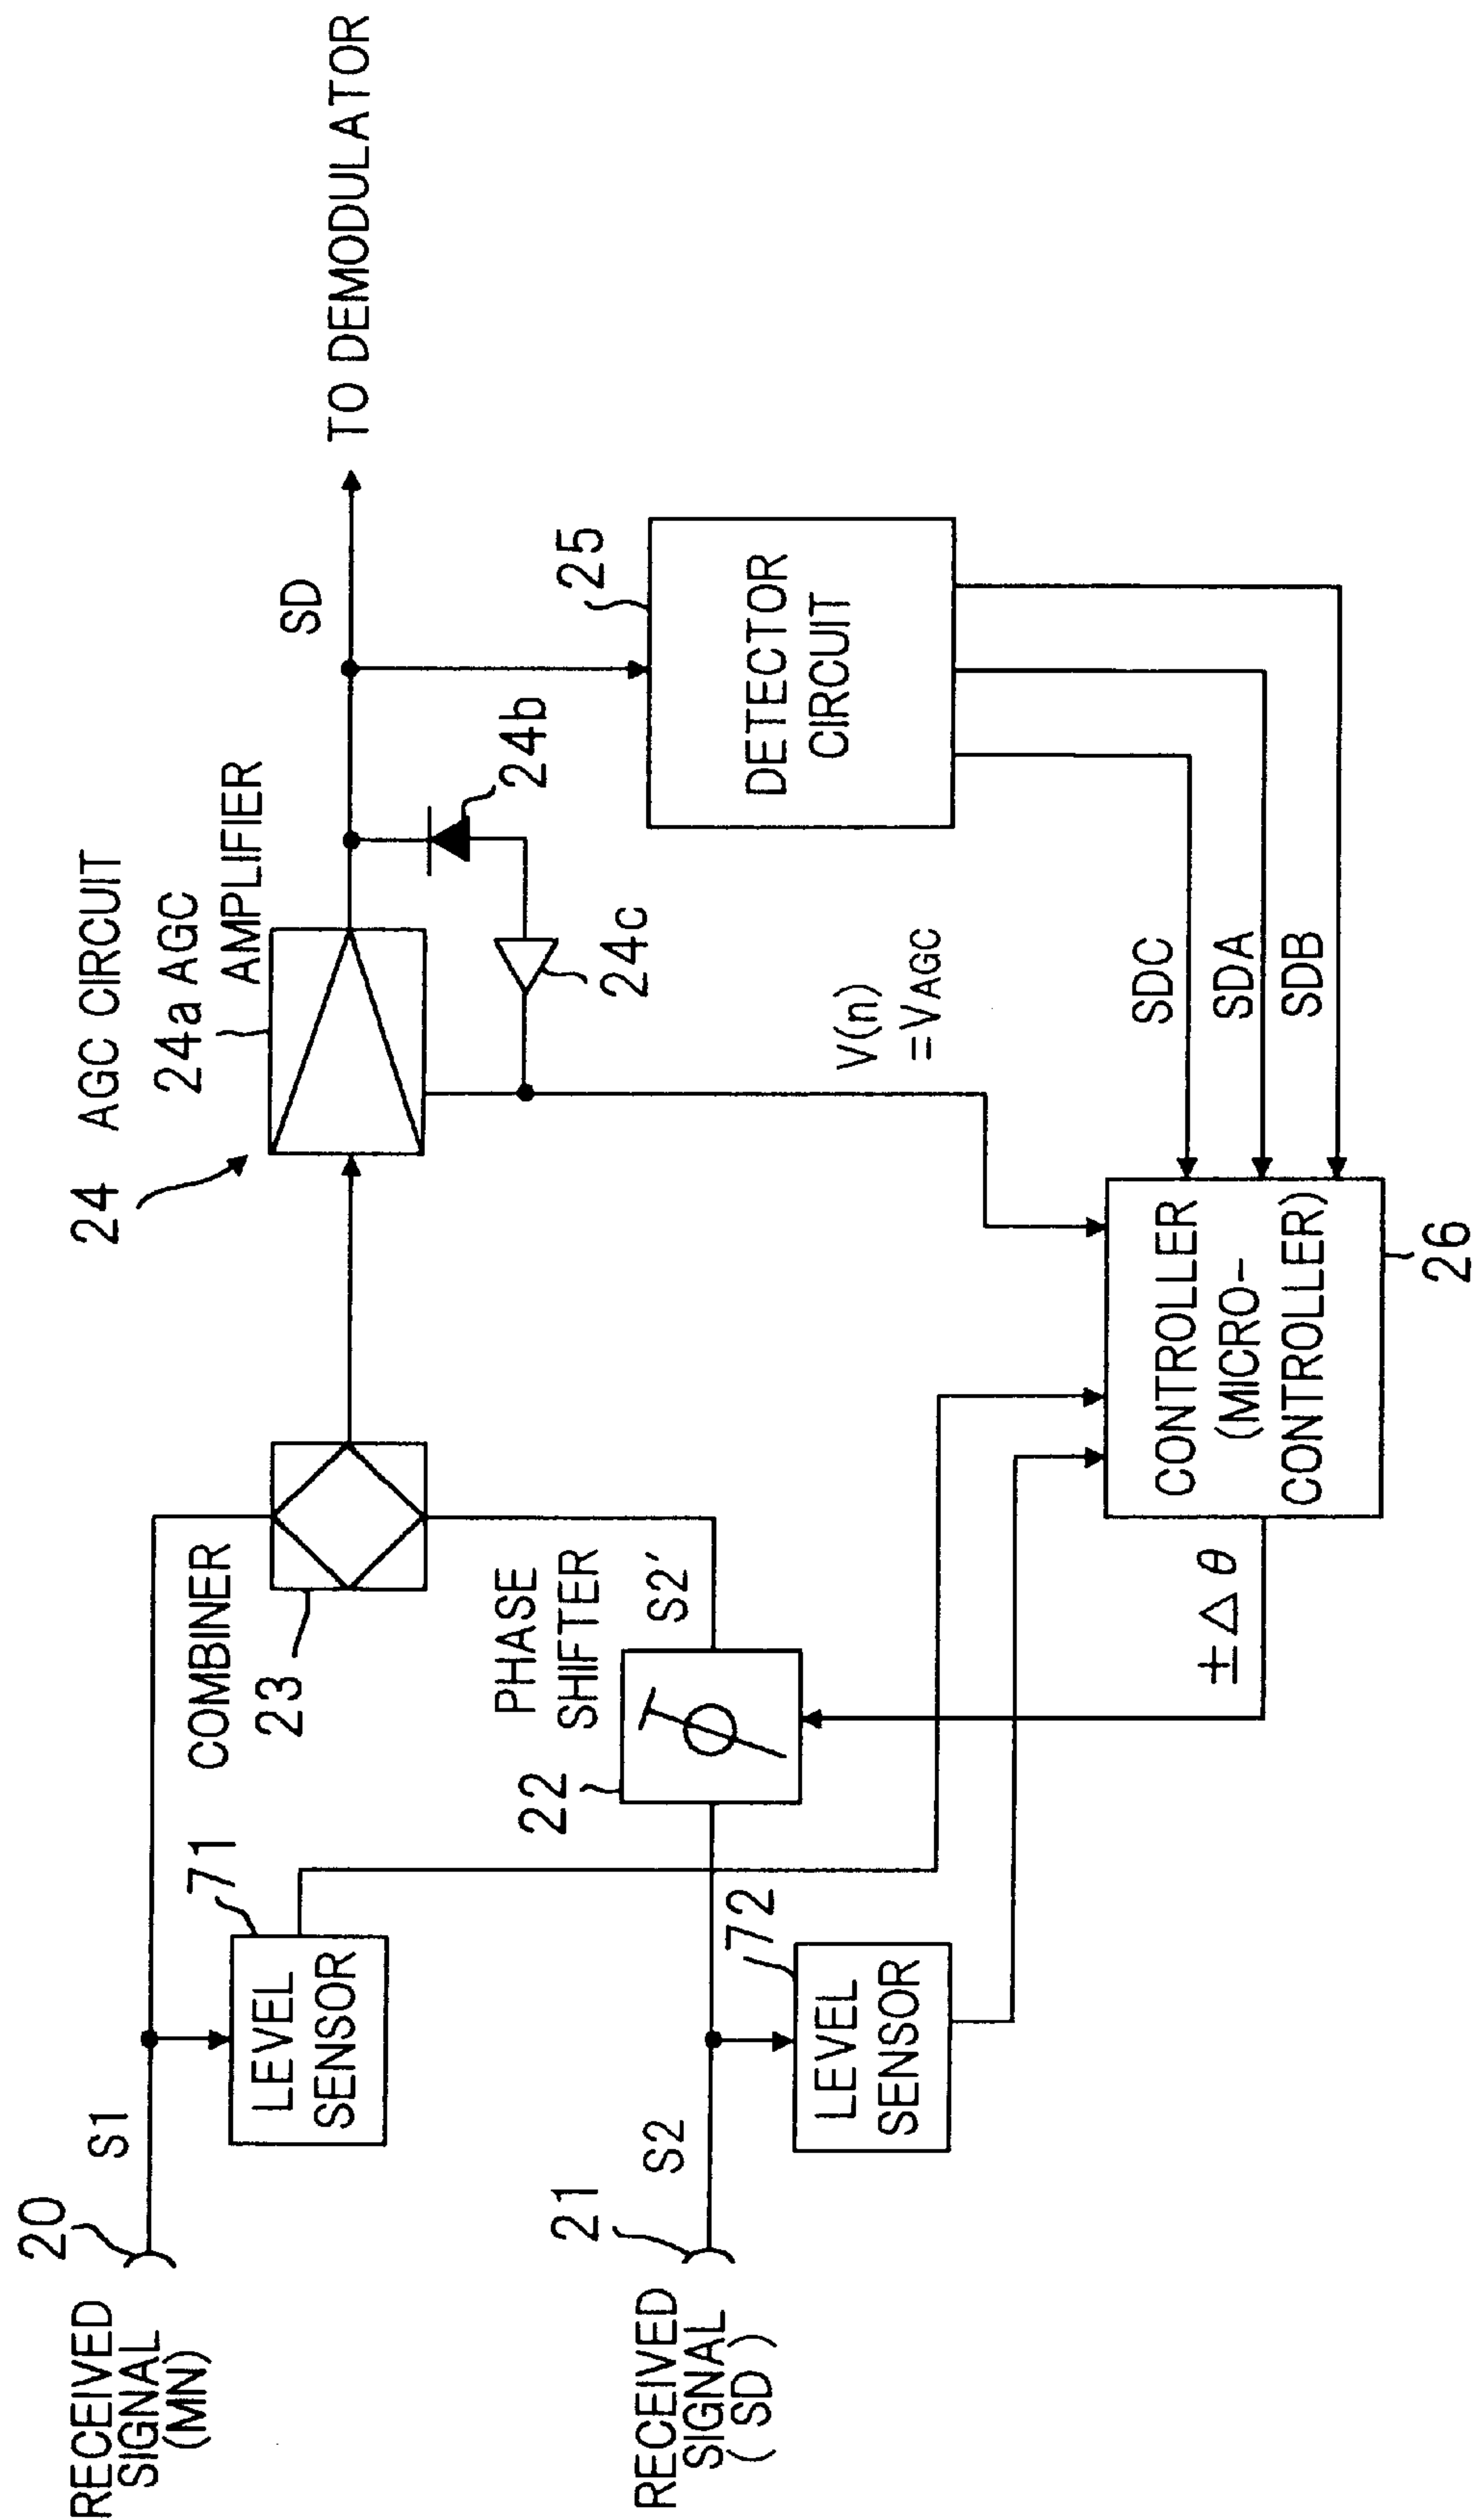 RECEIVED
SIGNAL
(MN)
20
S1
LEVEL
SENSOR
71
COMBINER
23
24 AGC CIRCUIT
24a AGC
AMPLIFIER
24b
24c
SD
TO DEMODULATOR
RECEIVED
SIGNAL
(SD)
21
S2
LEVEL
SENSOR
72
22
PHASE
SHIFTER
ϕ
S2'
V(n)
=VAGC
25
DETECTOR
CIRCUIT
SDC
SDA
SDB
±△θ
CONTROLLER
(MICRO-
CONTROLLER)
26